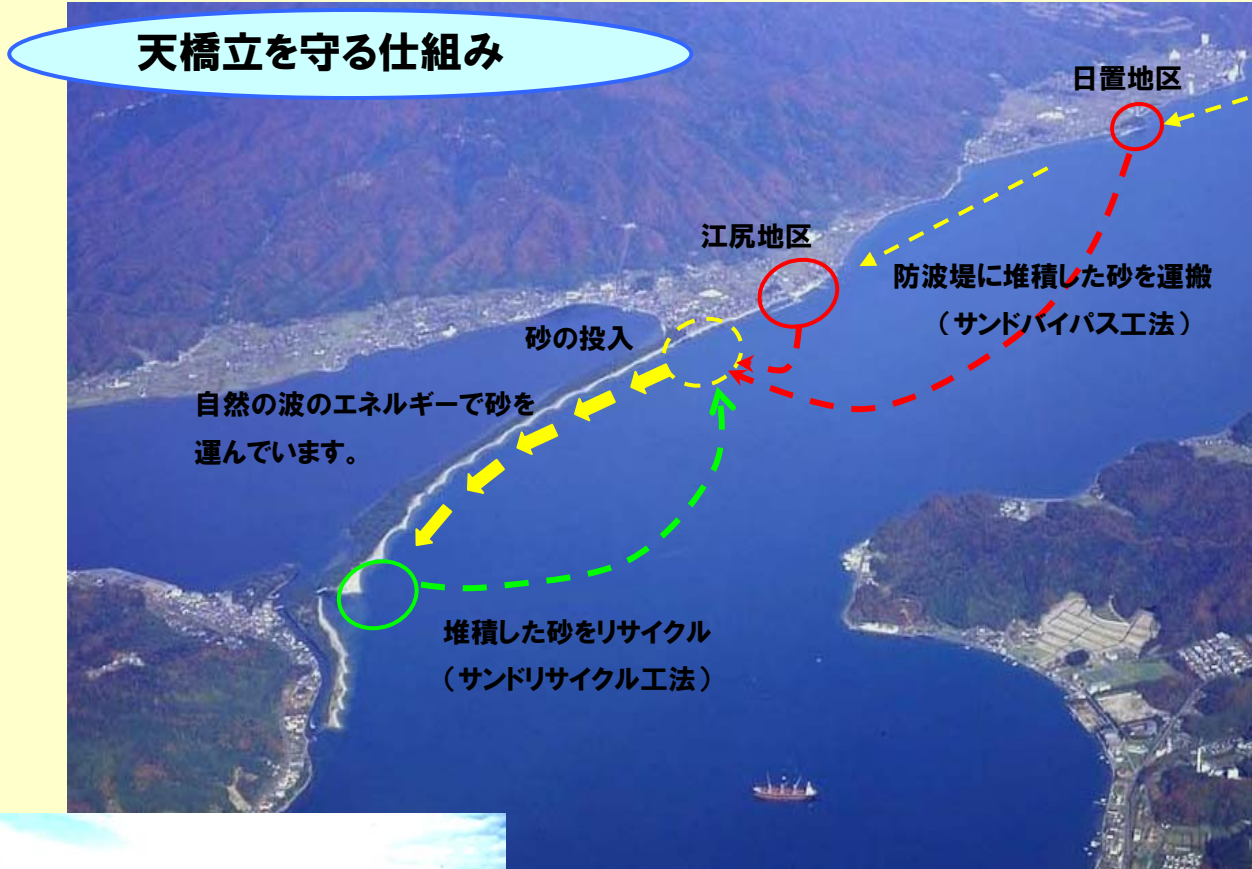 天橋立を守る仕組み
日置地区
江尻地区
防波堤に堆積した砂を運搬
（サンドバイパス工法）
砂の投入
自然の波のエネルギーで砂を
運んでいます。
堆積した砂をリサイクル
（サンドリサイクル工法）